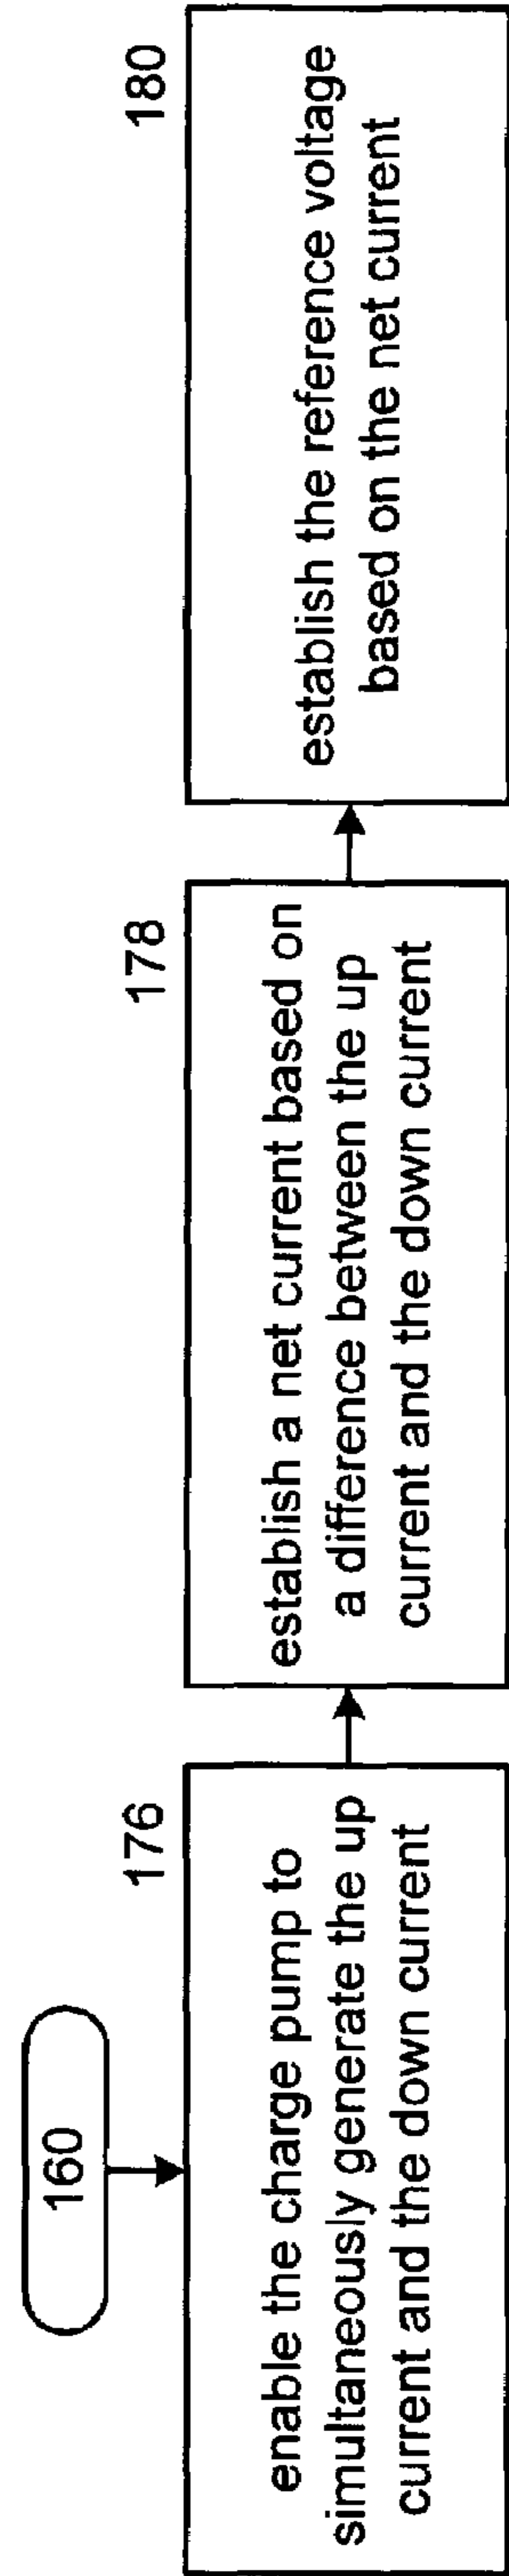 160
176
enable the charge pump to
simultaneously generate the up
current and the down current
178
establish a net current based on
a difference between the up
current and the down current
180
establish the reference voltage
based on the net current